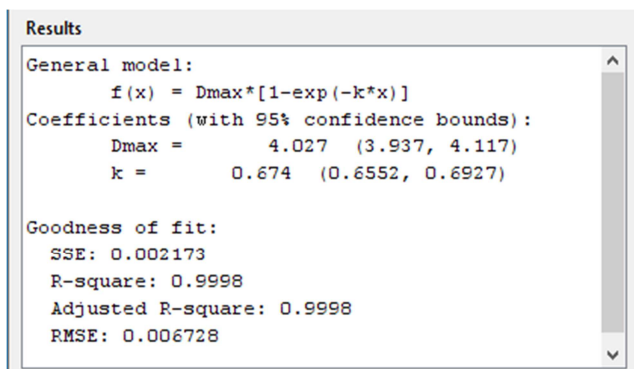 Results
General model:
f(x) = Dmax*[1-exp(-k*x)]
Coefficients (with 95% confidence bounds):
Dmax = 4.027 (3.937, 4.117)
k = 0.674 (0.6552, 0.6927)
Goodness of fit:
SSE: 0.002173
R-square: 0.9998
Adjusted R-square: 0.9998
RMSE: 0.006728